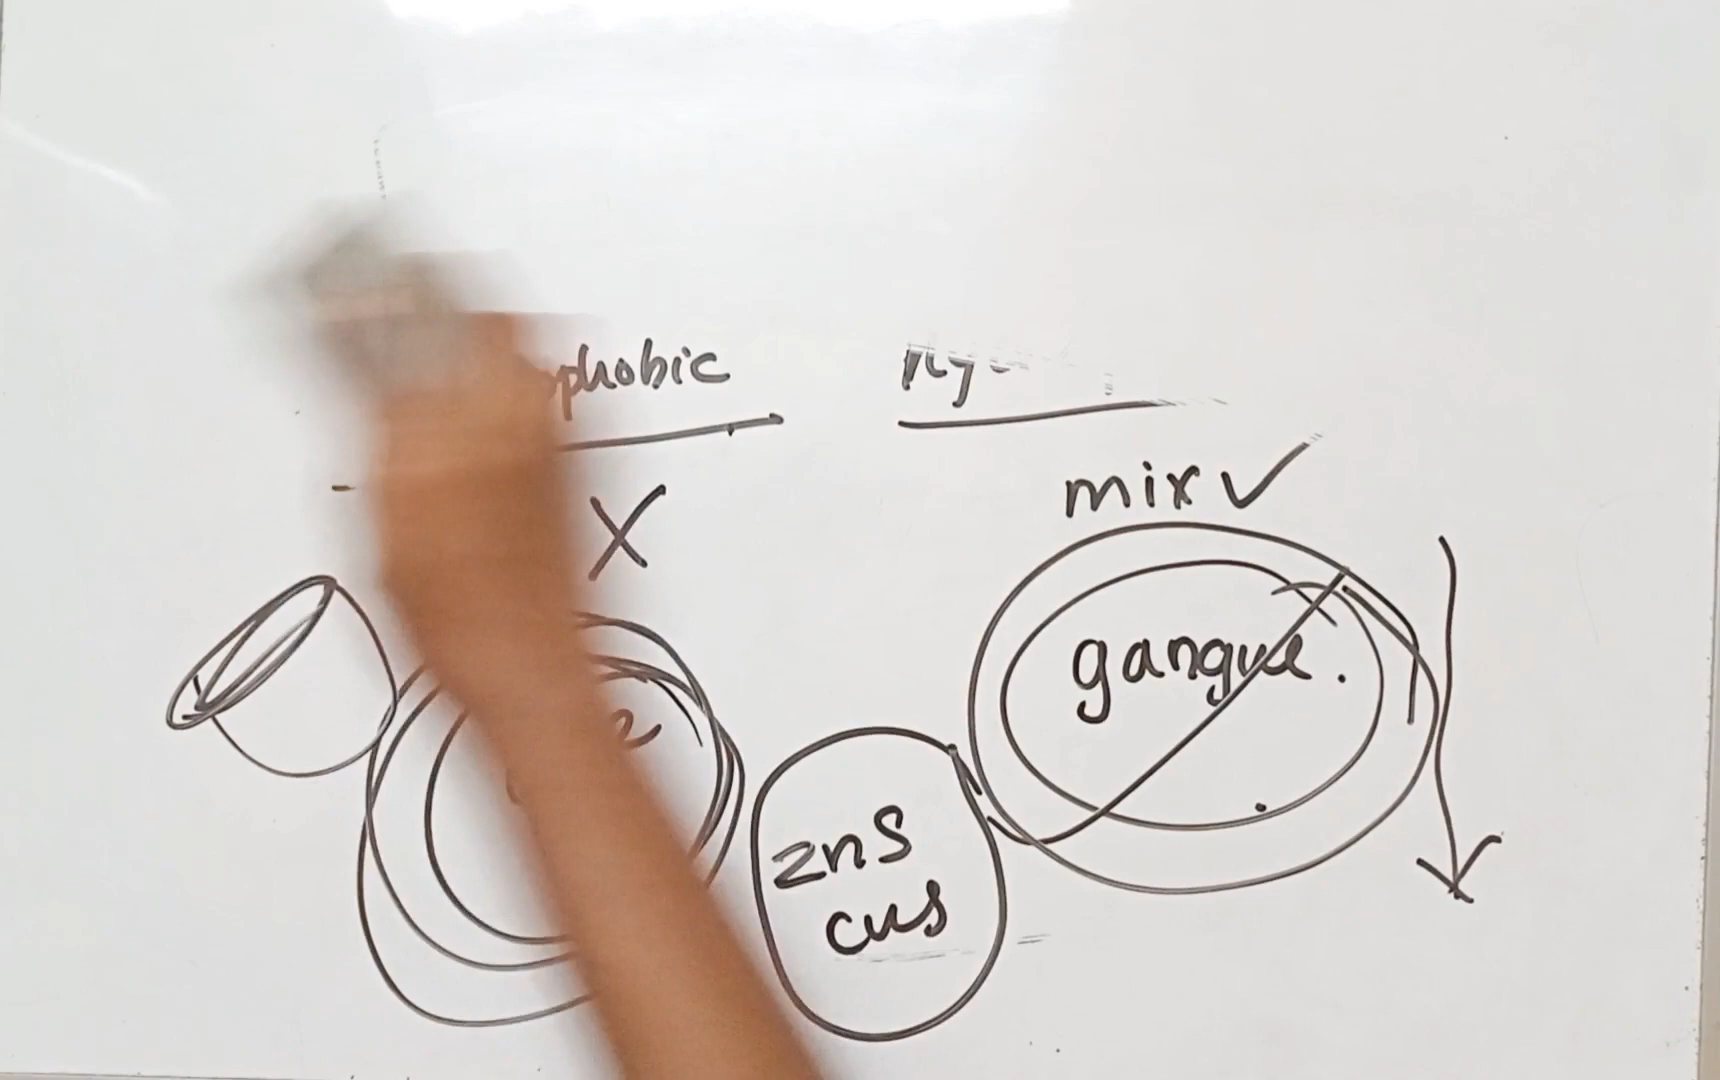 phobic
mix ✓
X
gangue.
zns
cus